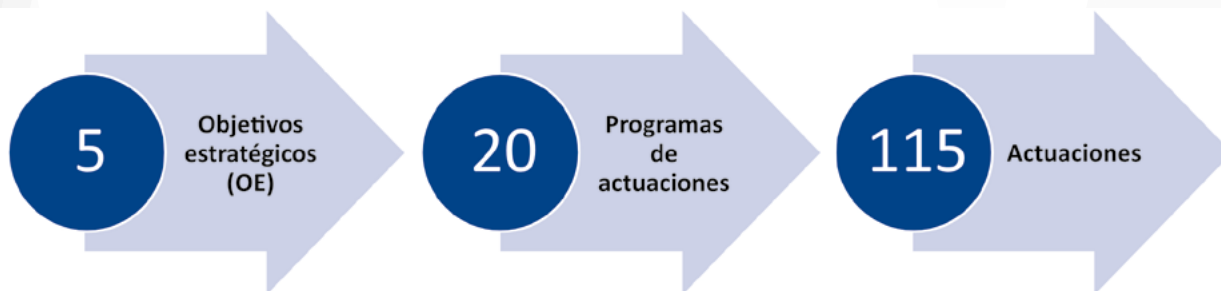 5
Objetivos
estratégicos
(OE)
20
Programas
de
actuaciones
115
Actuaciones